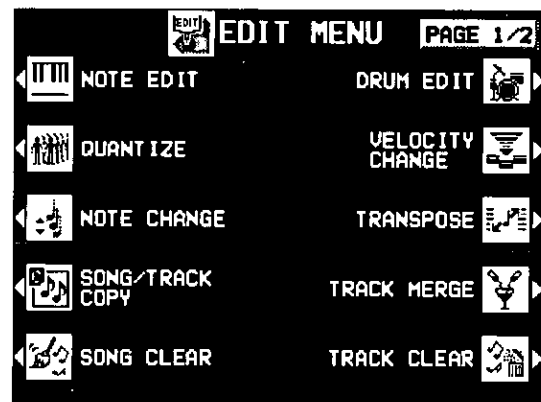 EDIT
EDIT MENU
PAGE 1/2
NOTE EDIT
DRUM EDIT
QUANTIZE
VELOCITY
CHANGE
NOTE CHANGE
TRANSPOSE
SONG/TRACK
COPY
TRACK MERGE
SONG CLEAR
TRACK CLEAR